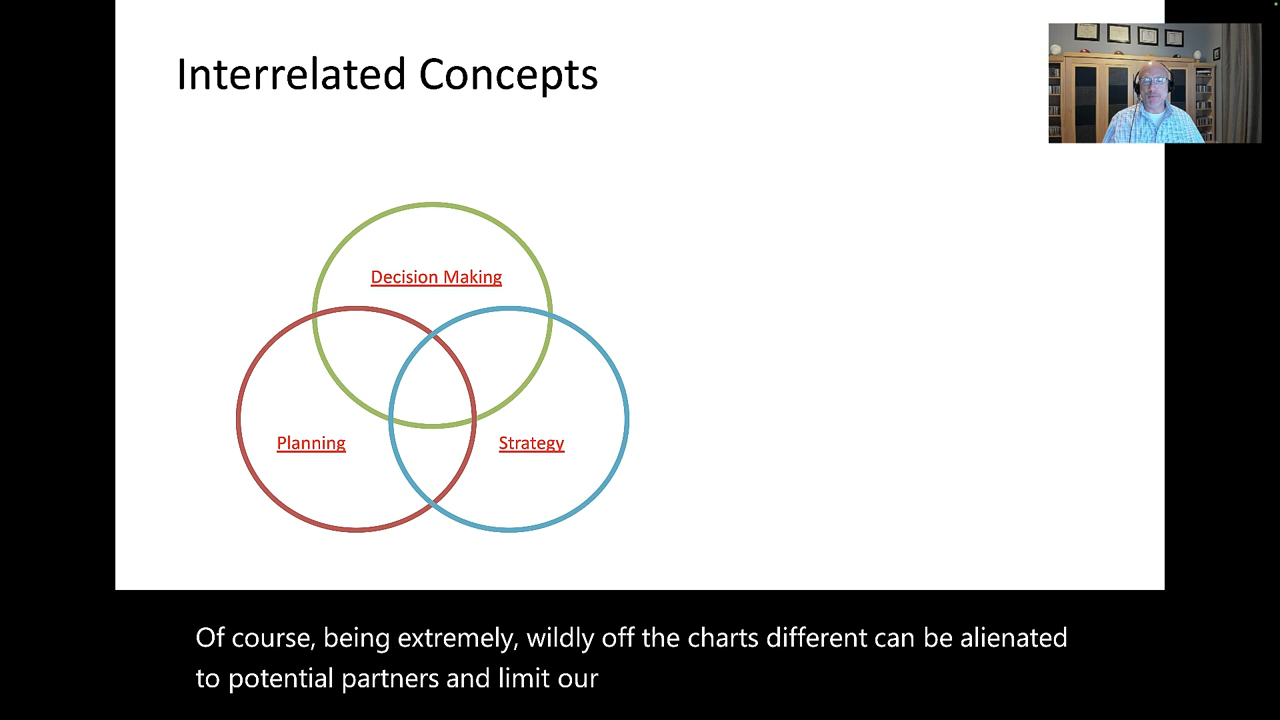 Interrelated Concepts
Decision Making
Planning
Strategy
Of course, being extremely, wildly off the charts different can be alienated
to potential partners and limit our